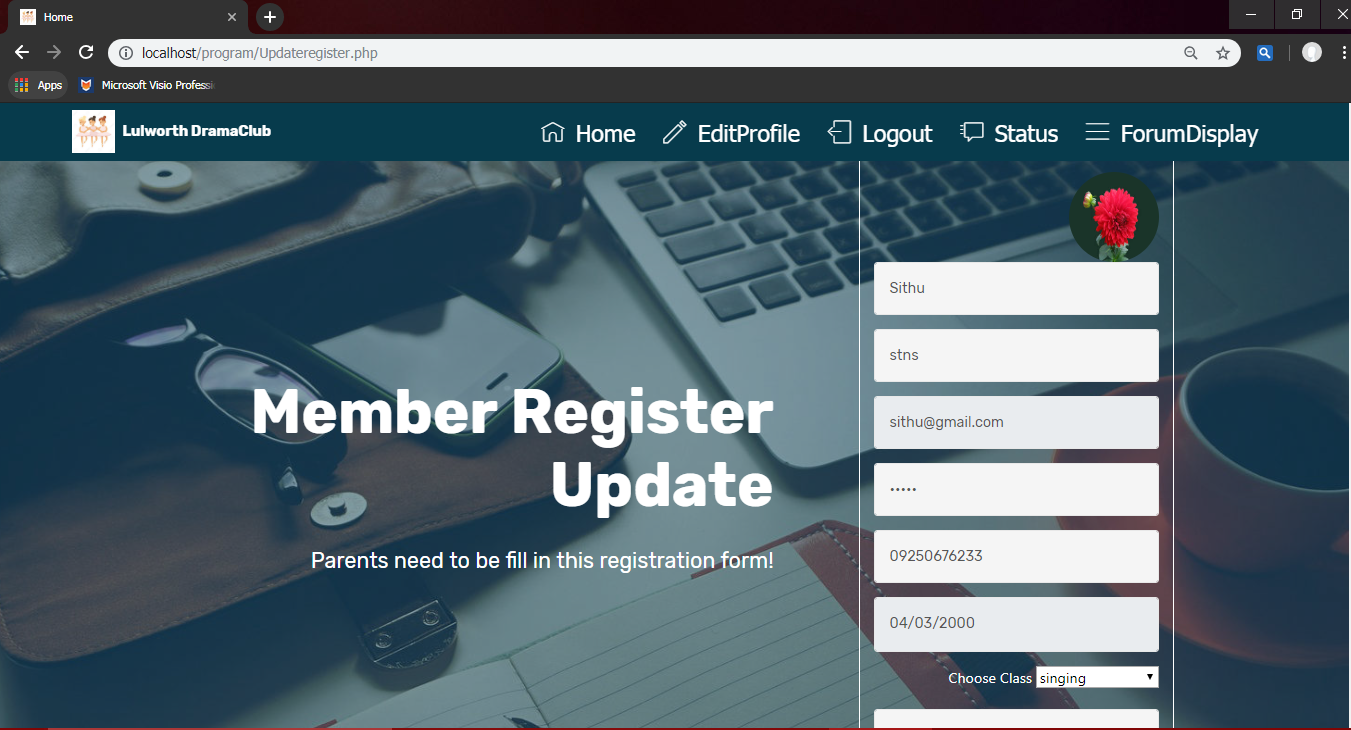 Home
localhost/program/Updateregister.php
Apps
Microsoft Visio Professi
Lulworth DramaClub
Home
EditProfile
Logout
Status
ForumDisplay
Sithu
stns
sithu@gmail.com
•••••
09250676233
04/03/2000
Choose Class singing
Member Register
Update
Parents need to be fill in this registration form!